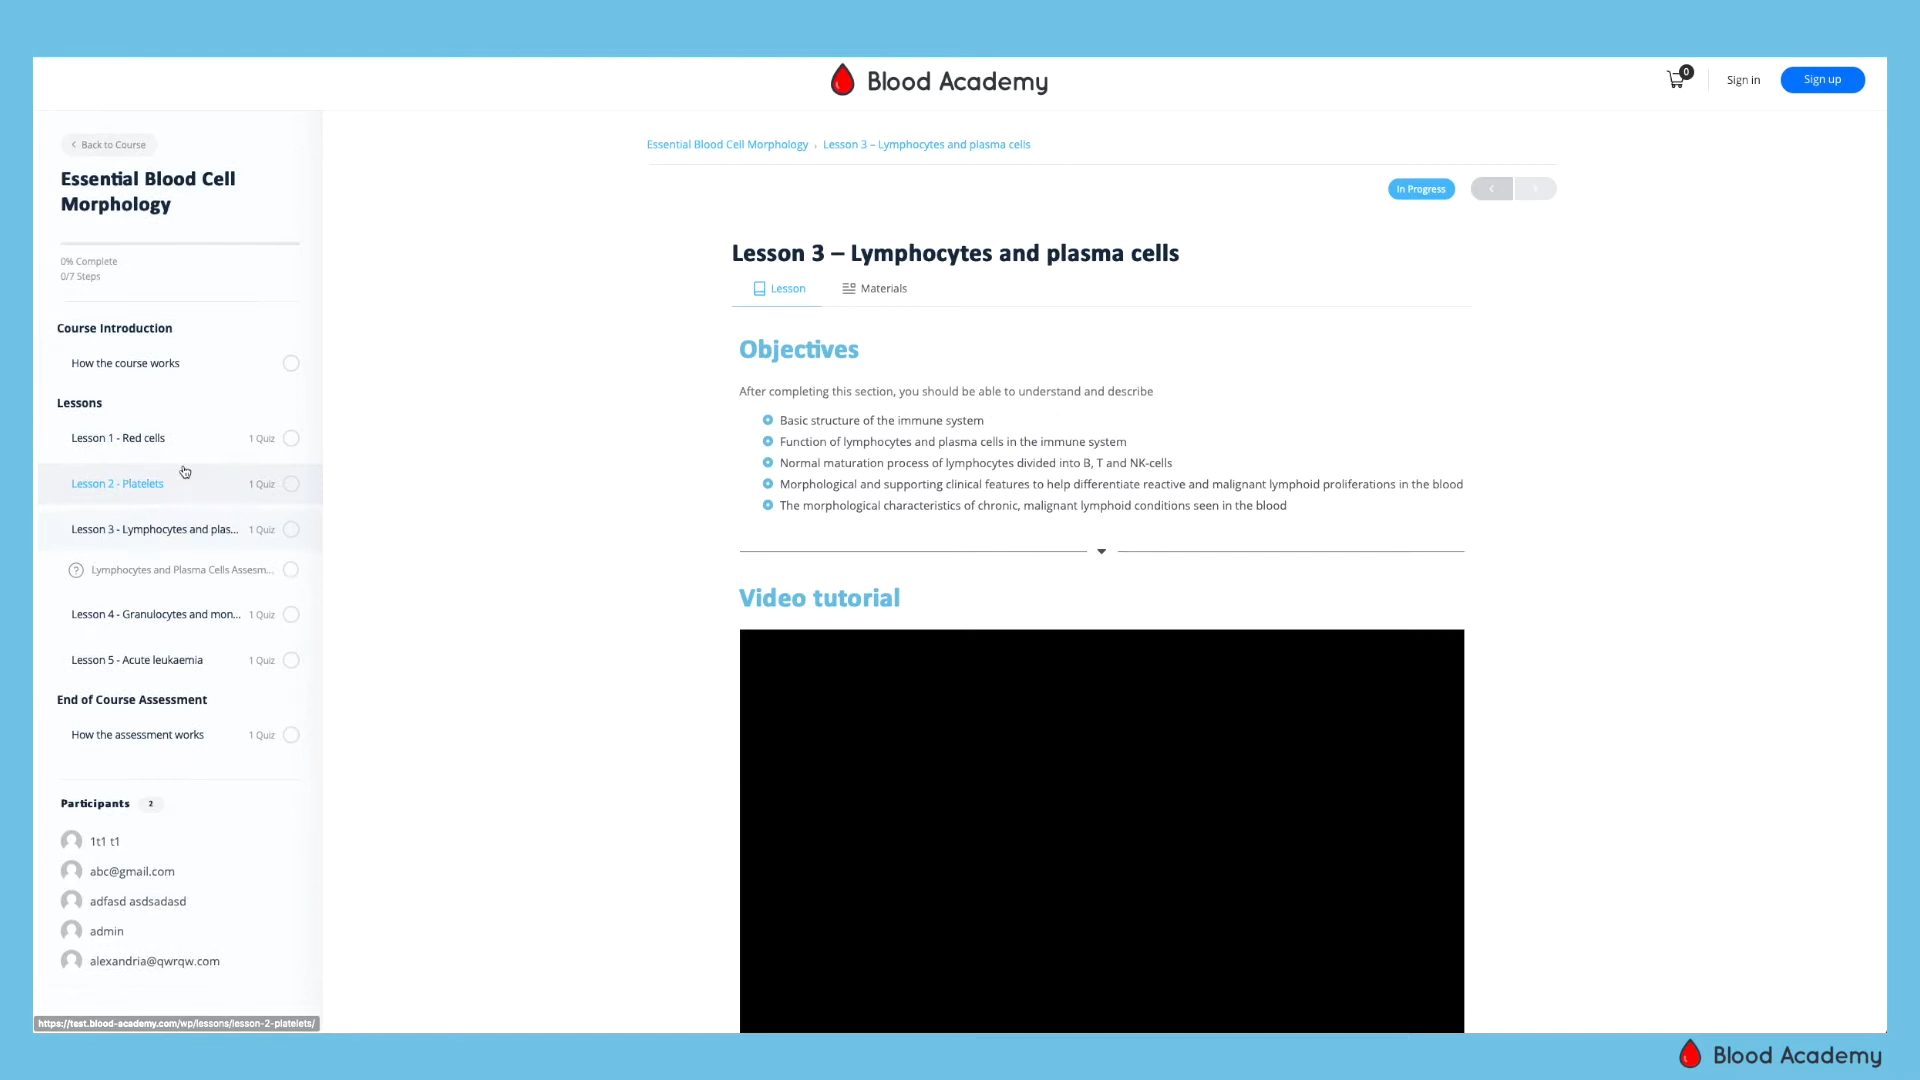 Blood Academy
0
Sign in
Sign up
Back to Course
Essential Blood Cell
Morphology
0% Complete
0/7 Steps
Course Introduction
How the course works
Lessons
Lesson 1 - Red cells 1 Quiz
Lesson 2 - Platelets 1 Quiz
Lesson 3 - Lymphocytes and plas... 1 Quiz
? Lymphocytes and Plasma Cells Assesm...
Lesson 4 - Granulocytes and mon... 1 Quiz
Lesson 5 - Acute leukaemia 1 Quiz
End of Course Assessment
How the assessment works 1 Quiz
Participants 2
1t1 t1
abc@gmail.com
adfasd asdsadasd
admin
alexandria@qwrqw.com
https://test.blood-academy.com/wp/lessons/lesson-2-platelets/
Essential Blood Cell Morphology › Lesson 3 – Lymphocytes and plasma cells
In Progress
Lesson 3 – Lymphocytes and plasma cells
Lesson Materials
Objectives
After completing this section, you should be able to understand and describe
Basic structure of the immune system
Function of lymphocytes and plasma cells in the immune system
Normal maturation process of lymphocytes divided into B, T and NK-cells
Morphological and supporting clinical features to help differentiate reactive and malignant lymphoid proliferations in the blood
The morphological characteristics of chronic, malignant lymphoid conditions seen in the blood
Video tutorial
Blood Academy